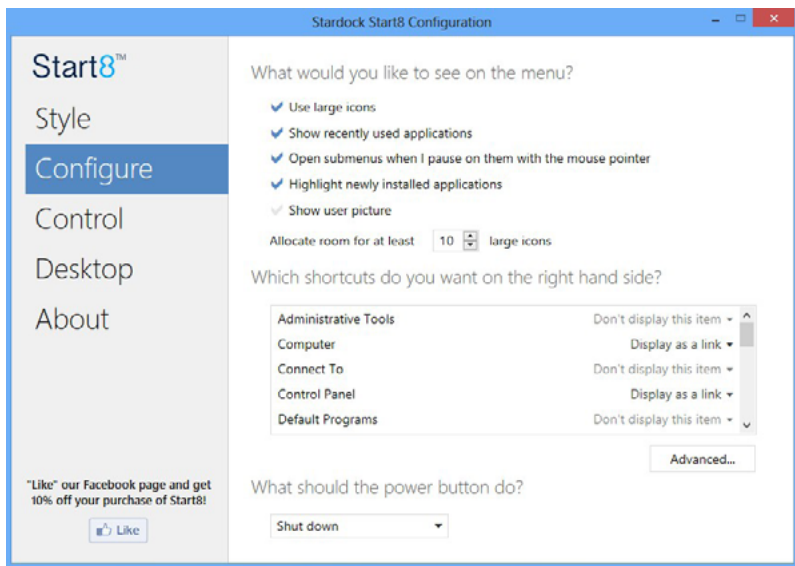 Stardock Start8 Configuration
Start8™
Style
Configure
Control
Desktop
About
"Like" our Facebook page and get
10% off your purchase of Start8!
Like
What would you like to see on the menu?
Use large icons
Show recently used applications
Open submenus when I pause on them with the mouse pointer
Highlight newly installed applications
Show user picture
Allocate room for at least 10 large icons
Which shortcuts do you want on the right hand side?
Administrative Tools Don't display this item
Computer Display as a link
Connect To Don't display this item
Control Panel Display as a link
Default Programs Don't display this item
Advanced...
What should the power button do?
Shut down